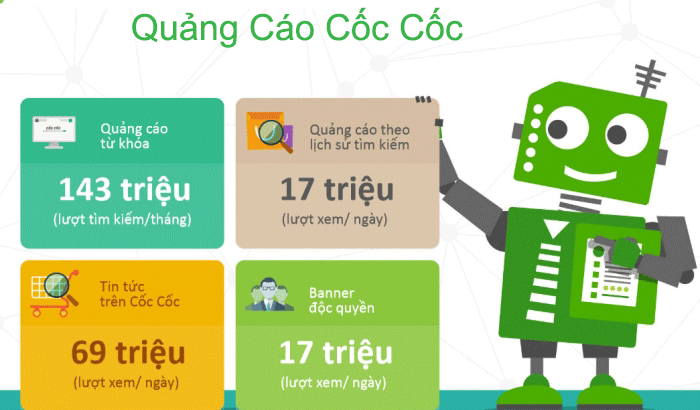 Quảng Cáo Cốc Cốc
Quảng cáo
từ khóa
143 triệu
(lượt tìm kiếm/tháng)
Quảng cáo theo
lịch sử tìm kiếm
17 triệu
(lượt xem/ ngày)
Tin tức
trên Cốc Cốc
69 triệu
(lượt xem/ ngày)
Banner
độc quyền
17 triệu
(lượt xem/ ngày)